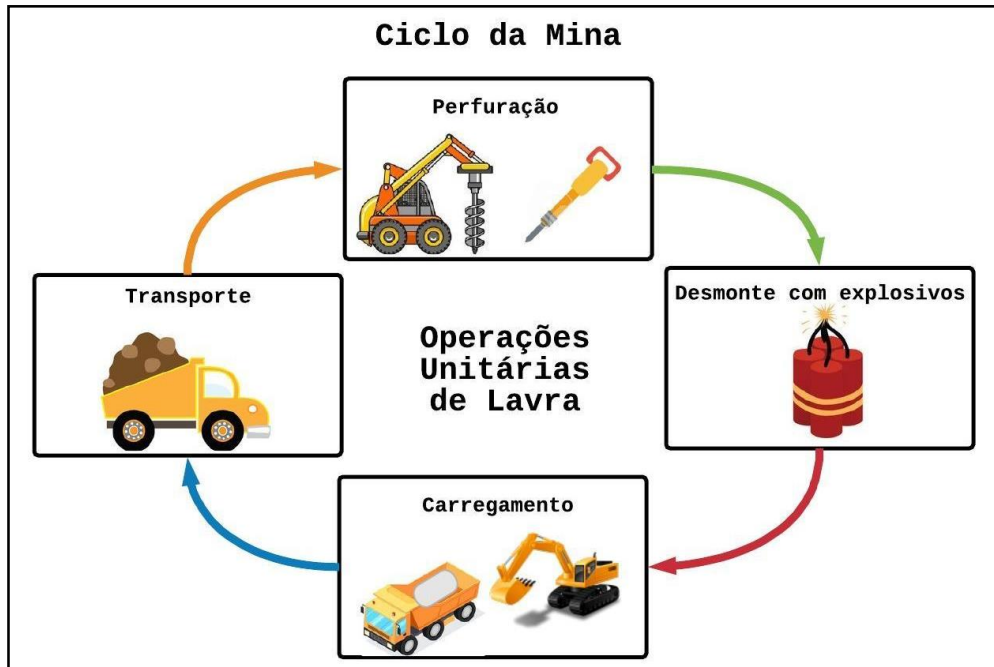 Ciclo da Mina
Perfuração
Desmonte com explosivos
Transporte
Operações
Unitárias
de Lavra
Carregamento